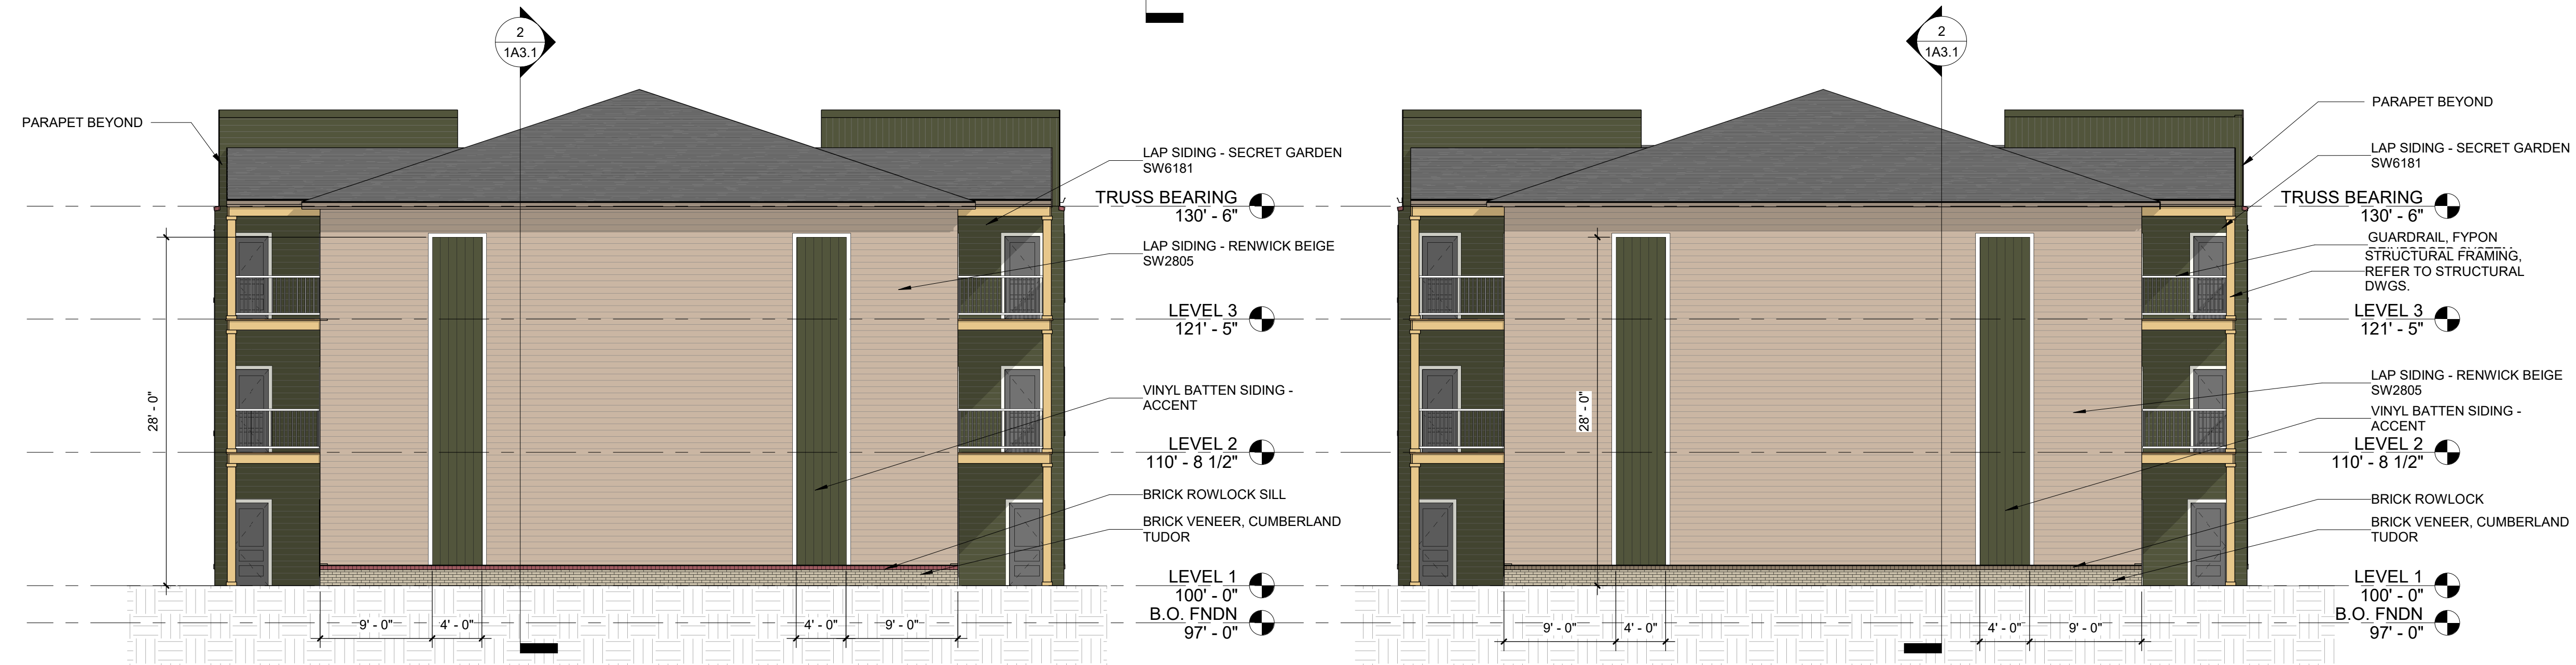 2
1A3.1
PARAPET BEYOND
LAP SIDING - SECRET GARDEN
SW6181
TRUSS BEARING
130' - 6"
LAP SIDING - RENWICK BEIGE
SW2805
LEVEL 3
121' - 5"
28' - 0"
VINYL BATTEN SIDING -
ACCENT
LEVEL 2
110' - 8 1/2"
BRICK ROWLOCK SILL
BRICK VENEER, CUMBERLAND
TUDOR
LEVEL 1
100' - 0"
B.O. FNDN
97' - 0"
9' - 0"
4' - 0"
4' - 0"
9' - 0"
2
1A3.1
PARAPET BEYOND
LAP SIDING - SECRET GARDEN
SW6181
TRUSS BEARING
130' - 6"
GUARDRAIL, FYPON
STRUCTURAL FRAMING,
REFER TO STRUCTURAL
DWGS.
LEVEL 3
121' - 5"
28' - 0"
LAP SIDING - RENWICK BEIGE
SW2805
VINYL BATTEN SIDING -
ACCENT
LEVEL 2
110' - 8 1/2"
BRICK ROWLOCK
BRICK VENEER, CUMBERLAND
TUDOR
LEVEL 1
100' - 0"
B.O. FNDN
97' - 0"
9' - 0"
4' - 0"
4' - 0"
9' - 0"